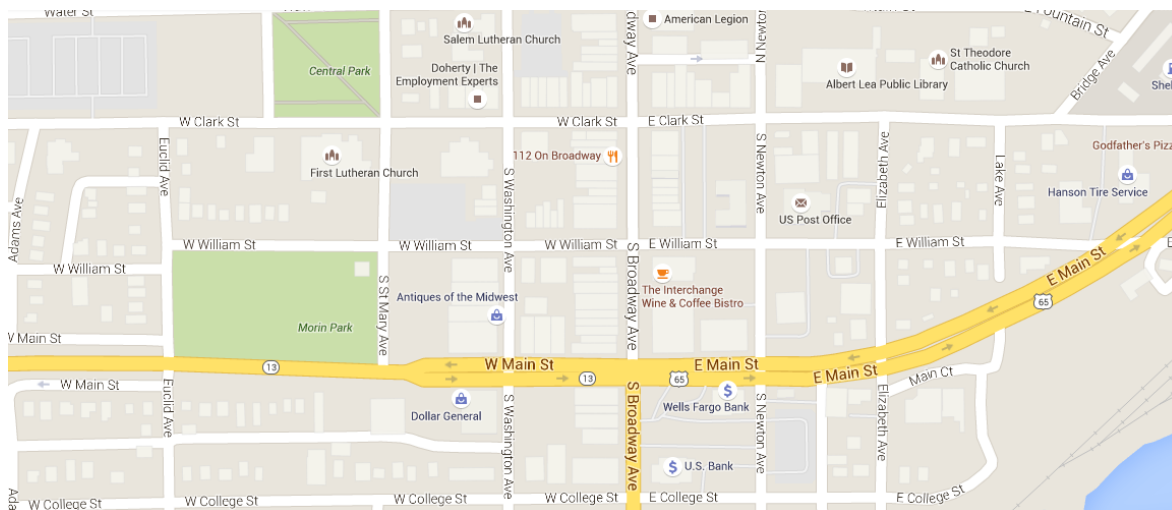 Water St
Salem Lutheran Church
American Legion
E Fountain St
Bridge Ave
Central Park
Doherty | The
Employment Experts
dway Ave
N Newton
Albert Lea Public Library
St Theodore
Catholic Church
Shel
W Clark St
W Clark St
E Clark St
Adams Ave
Euclid Ave
First Lutheran Church
S Washington Ave
112 On Broadway
S Newton Ave
US Post Office
Elizabeth Ave
Lake Ave
Godfather's Pizz
Hanson Tire Service
W William St
W William St
W William St
E William St
E William St
W William St
S St Mary Ave
S Broadway Ave
E Main St
65
Antiques of the Midwest
The Interchange
Wine & Coffee Bistro
Morin Park
W Main St
13
W Main St
E Main St
E Main St
W Main St
13
65
Main Ct
Euclid Ave
Dollar General
S Washington Ave
S Broadway Ave
Wells Fargo Bank
S Newton Ave
Elizabeth Ave
U.S. Bank
Ada
W College St
W College St
E College St
E College St